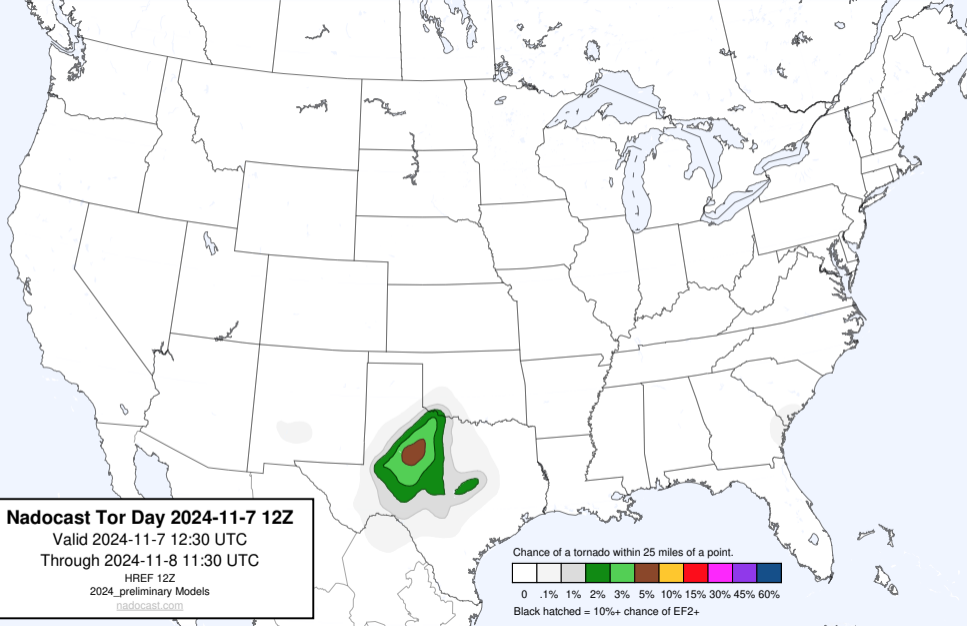 Nadocast Tor Day 2024-11-7 12Z
Valid 2024-11-7 12:30 UTC
Through 2024-11-8 11:30 UTC
HREF 12Z
2024_preliminary Models
nadocast.com
Chance of a tornado within 25 miles of a point.
0 .1% 1% 2% 3% 5% 10% 15% 30% 45% 60%
Black hatched = 10%+ chance of EF2+